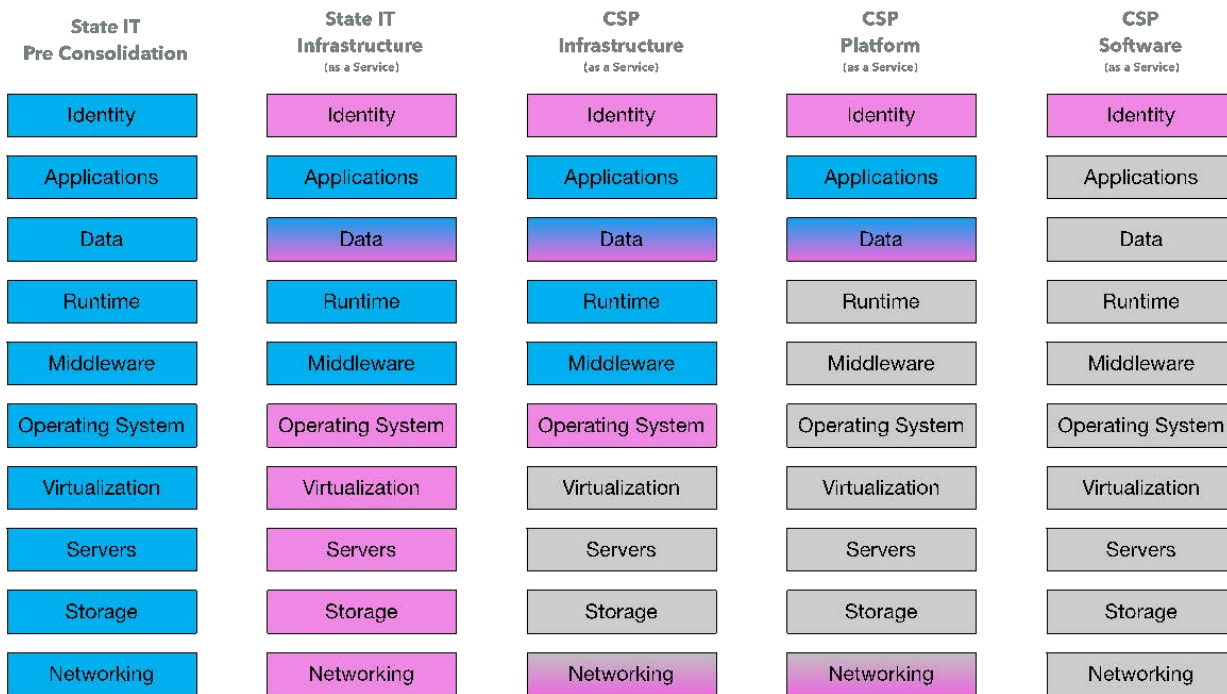 State IT
Pre Consolidation
State IT
Infrastructure
(as a Service)
CSP
Infrastructure
(as a Service)
CSP
Platform
(as a Service)
CSP
Software
(as a Service)
Identity
Identity
Identity
Identity
Identity
Applications
Applications
Applications
Applications
Applications
Data
Data
Data
Data
Data
Runtime
Runtime
Runtime
Runtime
Runtime
Middleware
Middleware
Middleware
Middleware
Middleware
Operating System
Operating System
Operating System
Operating System
Operating System
Virtualization
Virtualization
Virtualization
Virtualization
Virtualization
Servers
Servers
Servers
Servers
Servers
Storage
Storage
Storage
Storage
Storage
Networking
Networking
Networking
Networking
Networking